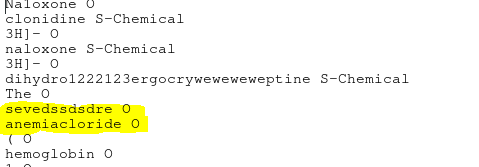 Naloxone O
clonidine S-Chemical
3H]- O
naloxone S-Chemical
3H]- O
dihydro1222123ergocryweweweweptine S-Chemical
The O
sevedssdsdre O
anemiacloride O
( O
hemoglobin O